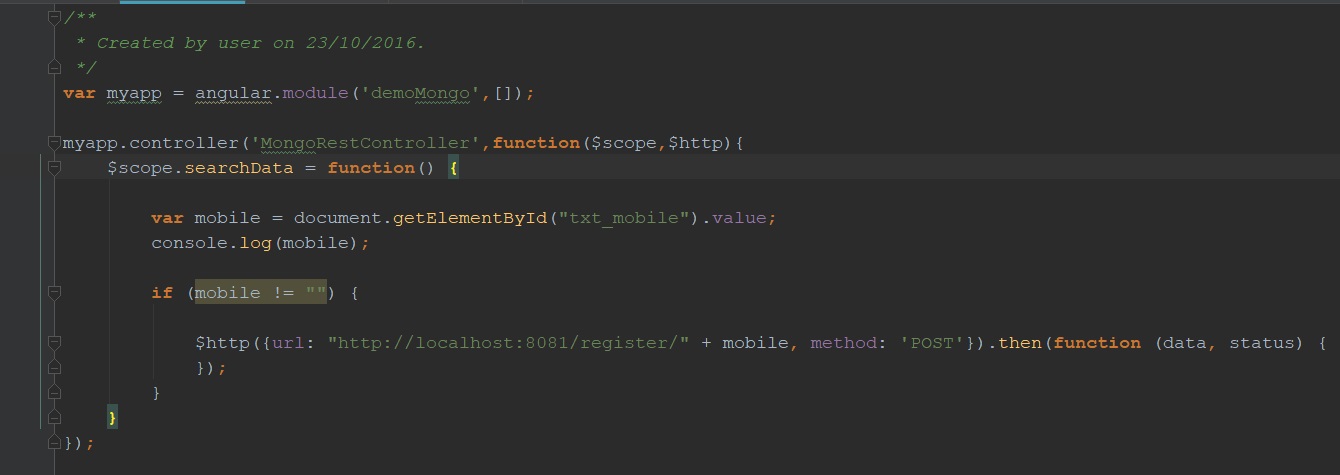 /**
 * Created by user on 23/10/2016.
 */
var myapp = angular.module('demoMongo',[]);
myapp.controller('MongoRestController',function($scope,$http){
    $scope.searchData = function() {
        var mobile = document.getElementById("txt_mobile").value;
        console.log(mobile);
        if (mobile != "") {
            $http({url: "http://localhost:8081/register/" + mobile, method: 'POST'}).then(function (data, status) {
            });
        }
    }
});